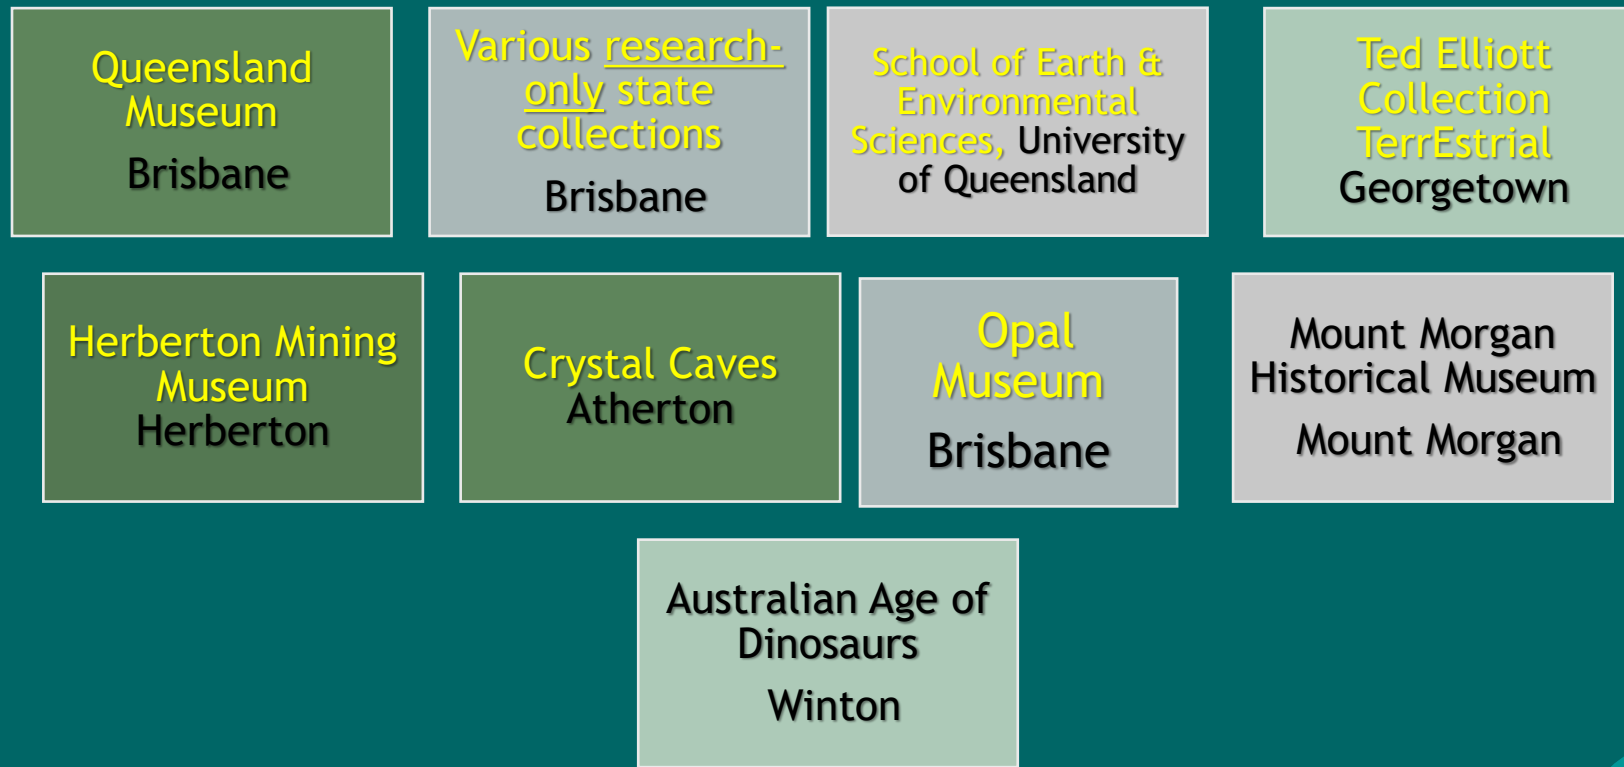 Queensland
Museum
Brisbane
Various research-
only state
collections
Brisbane
School of Earth &
Environmental
Sciences, University
of Queensland
Ted Elliott
Collection
TerrEstrial
Georgetown
Herberton Mining
Museum
Herberton
Crystal Caves
Atherton
Opal
Museum
Brisbane
Mount Morgan
Historical Museum
Mount Morgan
Australian Age of
Dinosaurs
Winton